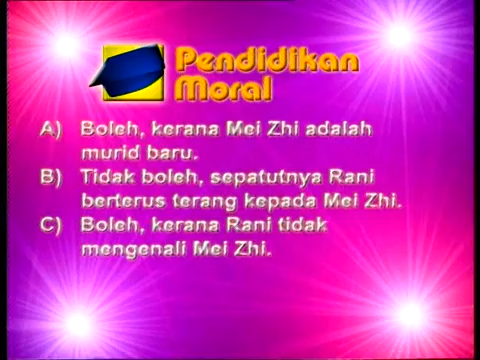 Pendidikan
Moral
A) Boleh, kerana Mei Zhi adalah
murid baru.
B) Tidak boleh, sepatutnya Rani
berterus terang kepada Mei Zhi.
C) Boleh, kerana Rani tidak
mengenali Mei Zhi.